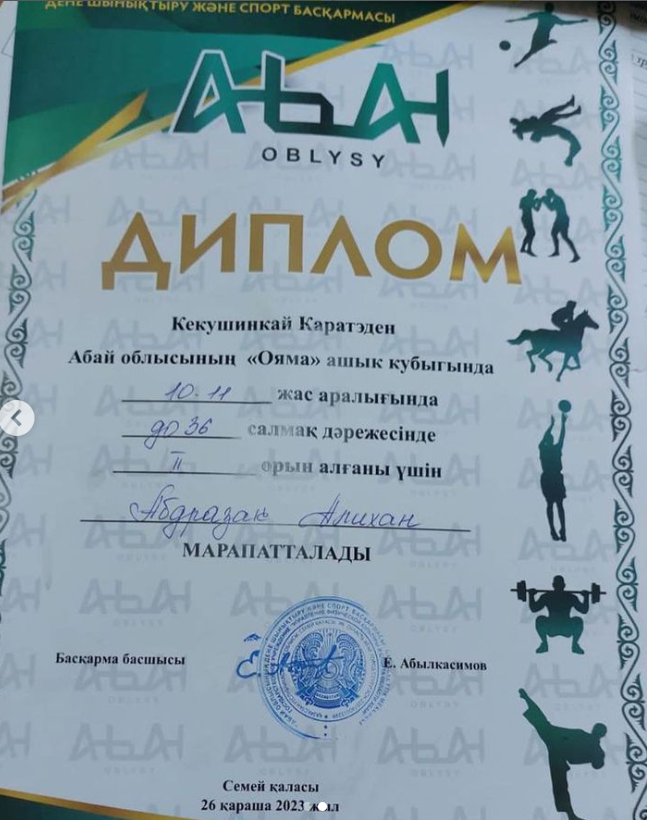 ДЕНЕ ШЫНЫҚТЫРУ ЖӘНЕ СПОРТ БАСҚАРМАСЫ
АБАЙ
OBLYSY
ДИПЛОМ
Кекушинкай Каратэден
Абай облысының «Ояма» ашық кубыгында
10.11 жас аралығында
до 36 салмақ дәрежесінде
II орын алғаны үшін
Абдразак Алихан
МАРАПАТТАЛАДЫ
Басқарма басшысы
Е. Абылкасимов
Семей қаласы
26 қараша 2023 жыл